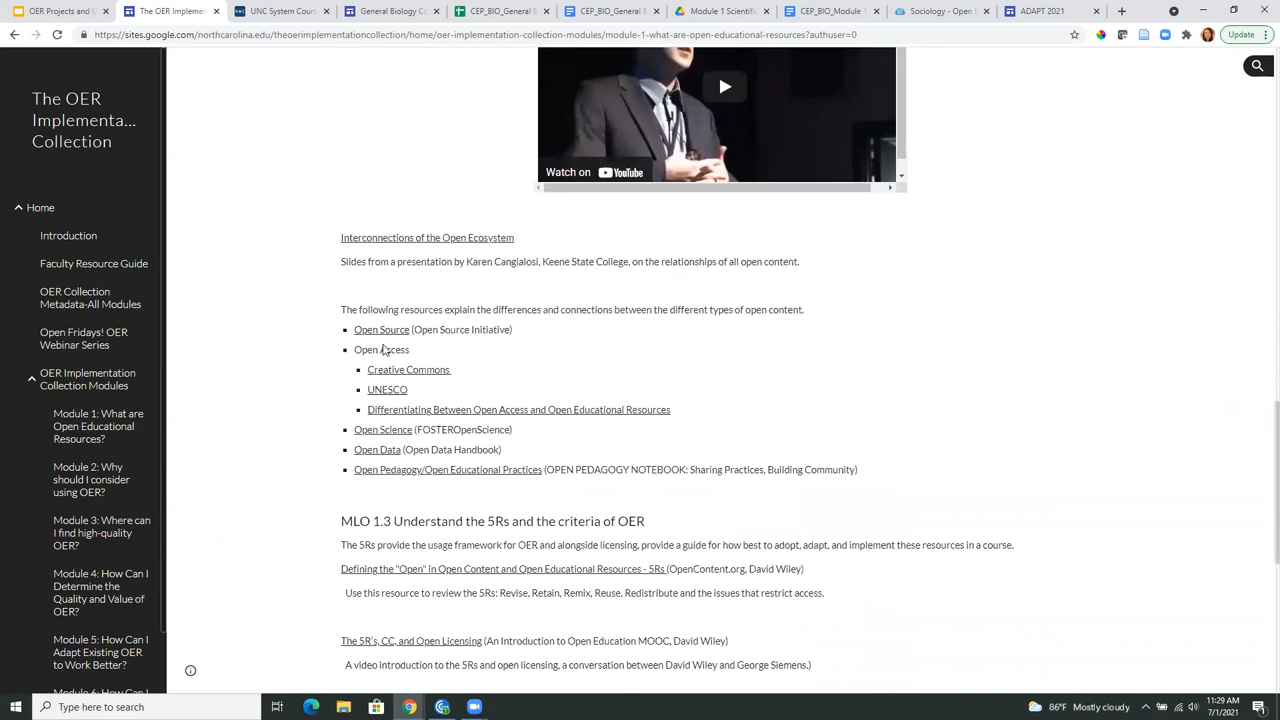 OER Projects and U
The OER Implemen
UNC System Cours
General Biology Co
CEP_BIO_General B
CEP_BIO_General B
Module 1 Scientifi
CEP_BIO_Module 1
Sociology - Open E
ADAPT 2021
https://sites.google.com/northcarolina.edu/theoerimplementationcollection/home/oer-implementation-collection-modules/module-1-what-are-open-educational-resources?authuser=0
Update
The OER
Implementa...
Collection
Home
Introduction
Faculty Resource Guide
OER Collection
Metadata-All Modules
Open Fridays! OER
Webinar Series
OER Implementation
Collection Modules
Module 1: What are
Open Educational
Resources?
Module 2: Why
should I consider
using OER?
Module 3: Where can
I find high-quality
OER?
Module 4: How Can I
Determine the
Quality and Value of
OER?
Module 5: How Can I
Adapt Existing OER
to Work Better?
Watch on YouTube
Interconnections of the Open Ecosystem
Slides from a presentation by Karen Cangialosi, Keene State College, on the relationships of all open content.
The following resources explain the differences and connections between the different types of open content.
Open Source (Open Source Initiative)
Open Access
Creative Commons
UNESCO
Differentiating Between Open Access and Open Educational Resources
Open Science (FOSTEROpenScience)
Open Data (Open Data Handbook)
Open Pedagogy/Open Educational Practices (OPEN PEDAGOGY NOTEBOOK: Sharing Practices, Building Community)
MLO 1.3 Understand the 5Rs and the criteria of OER
The 5Rs provide the usage framework for OER and alongside licensing, provide a guide for how best to adopt, adapt, and implement these resources in a course.
Defining the "Open" in Open Content and Open Educational Resources - 5Rs (OpenContent.org, David Wiley)
Use this resource to review the 5Rs: Revise, Retain, Remix, Reuse, Redistribute and the issues that restrict access.
The 5R's, CC, and Open Licensing (An Introduction to Open Education MOOC, David Wiley)
A video introduction to the 5Rs and open licensing, a conversation between David Wiley and George Siemens.)
Type here to search
86°F Mostly cloudy
11:29 AM
7/1/2021